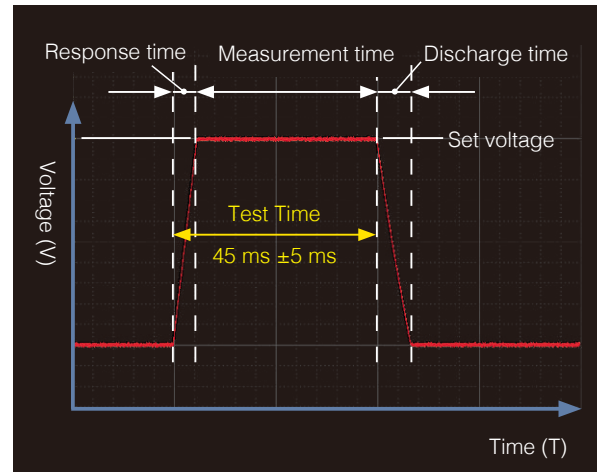 Response time
Measurement time
Discharge time
Set voltage
Voltage (V)
Test Time
45 ms ±5 ms
Time (T)